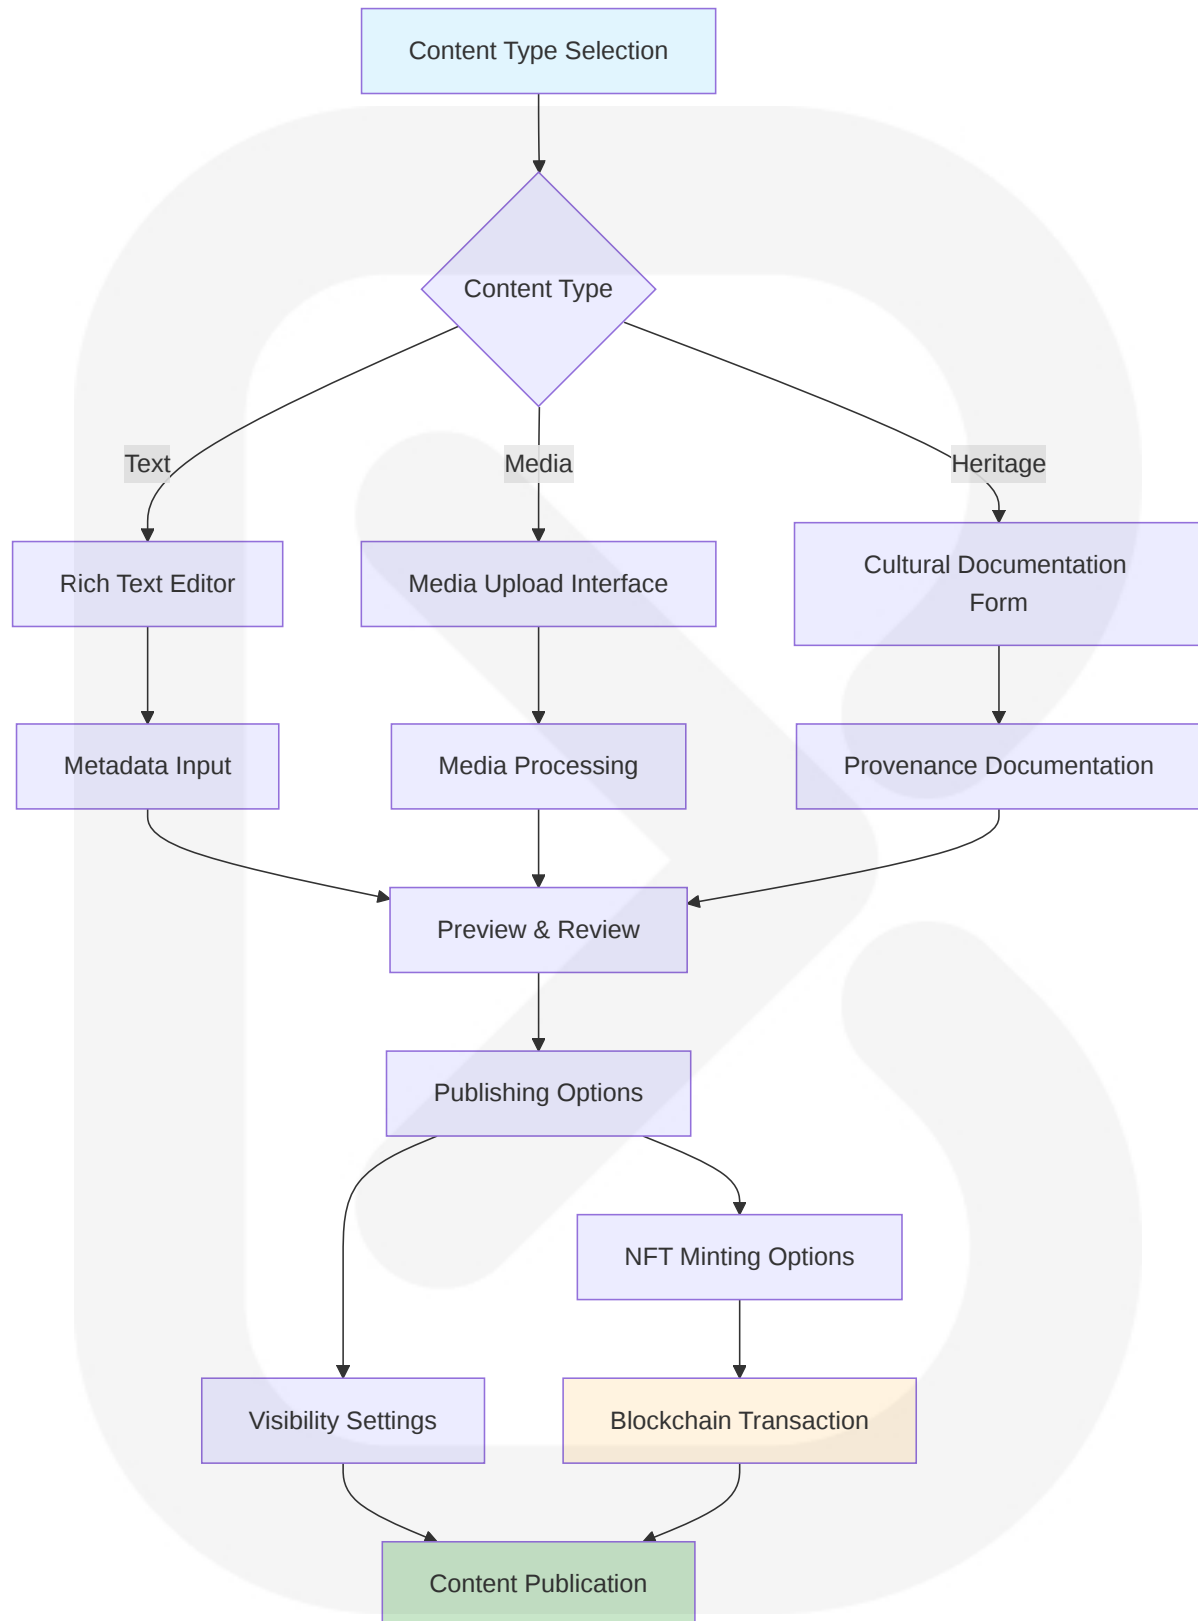 Content Type Selection
Content Type
Text
Media
Heritage
Rich Text Editor
Media Upload Interface
Cultural Documentation
Form
Metadata Input
Media Processing
Provenance Documentation
Preview & Review
Publishing Options
NFT Minting Options
Visibility Settings
Blockchain Transaction
Content Publication